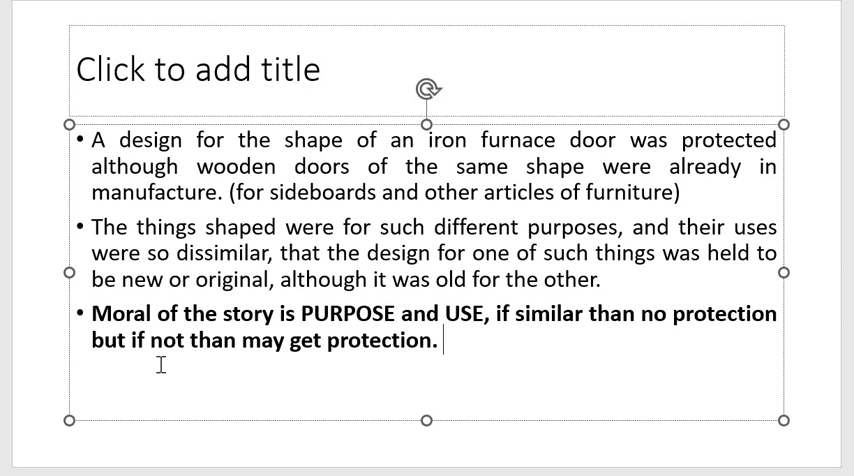 Click to add title
• A design for the shape of an iron furnace door was protected
although wooden doors of the same shape were already in
manufacture. (for sideboards and other articles of furniture)
• The things shaped were for such different purposes, and their uses
were so dissimilar, that the design for one of such things was held to
be new or original, although it was old for the other.
• Moral of the story is PURPOSE and USE, if similar than no protection
but if not than may get protection.